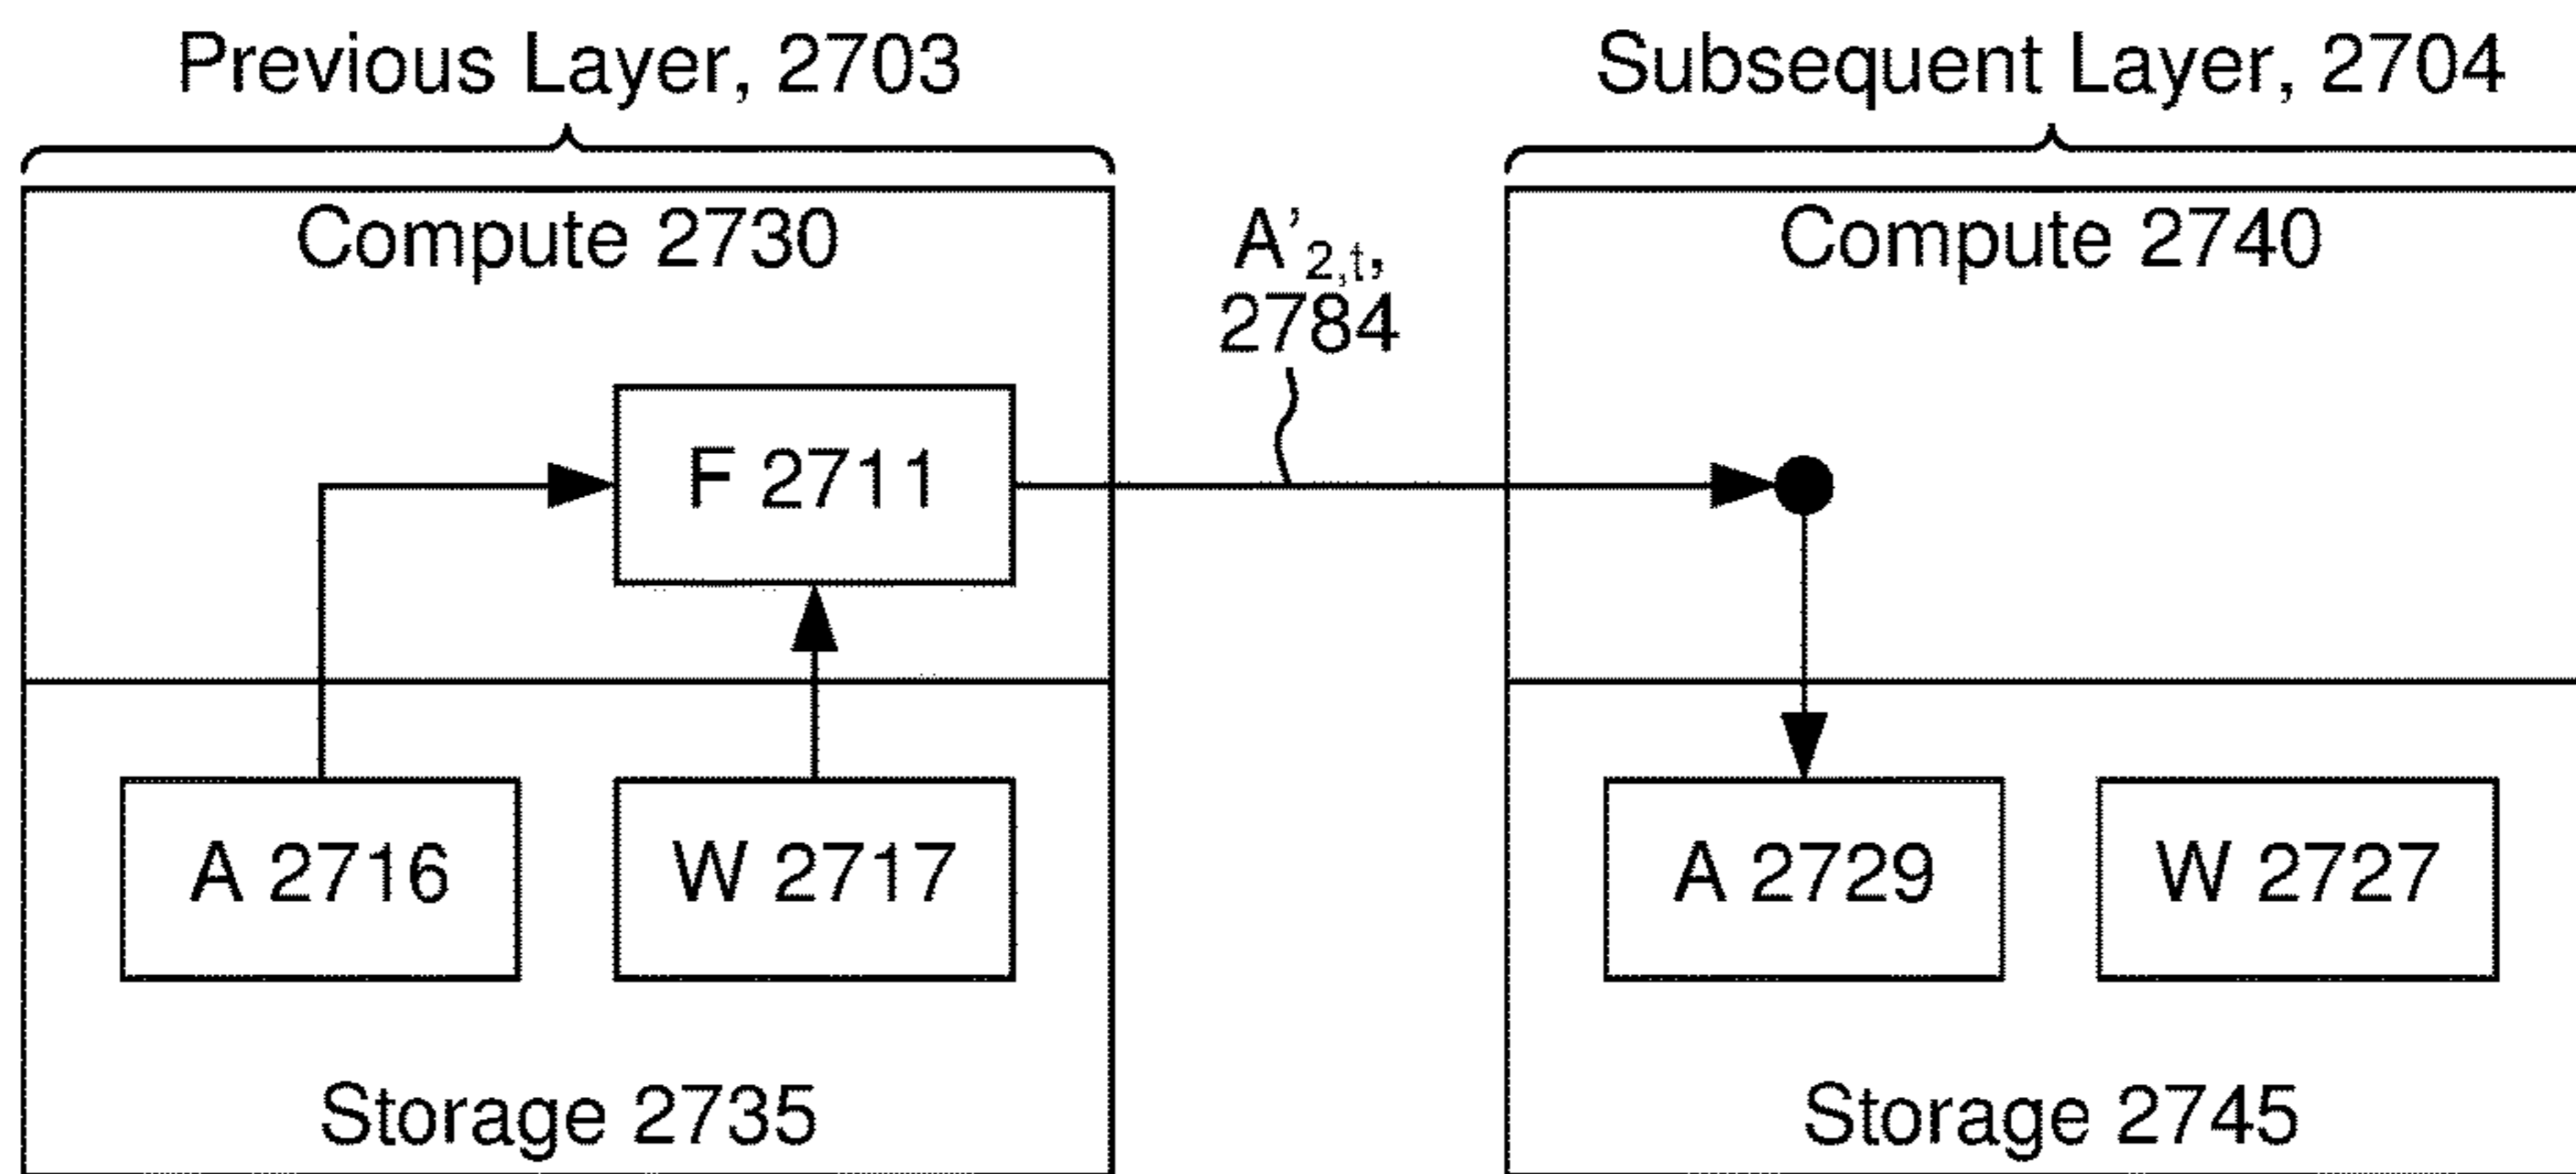 Previous Layer, 2703
Subsequent Layer, 2704
Compute 2730
A'2,t,
2784
Compute 2740
F 2711
A 2716
W 2717
A 2729
W 2727
Storage 2735
Storage 2745